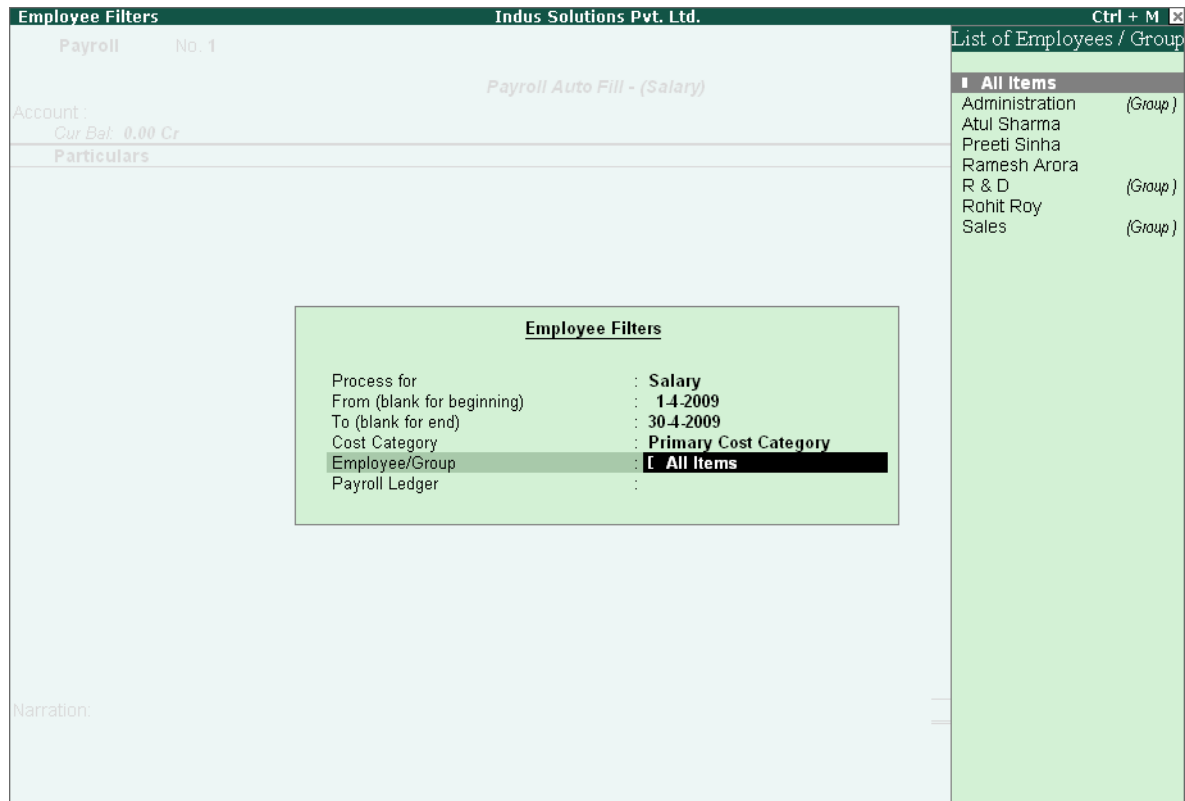 Employee Filters Indus Solutions Pvt. Ltd. Ctrl + M
Payroll No. 1
Payroll Auto Fill - (Salary)
Account :
Cur Bal: 0.00 Cr
Particulars
Employee Filters
Process for : Salary
From (blank for beginning) : 1-4-2009
To (blank for end) : 30-4-2009
Cost Category : Primary Cost Category
Employee/Group : All Items
Payroll Ledger :
Narration:
List of Employees / Group
All Items
Administration (Group)
Atul Sharma
Preeti Sinha
Ramesh Arora
R & D (Group)
Rohit Roy
Sales (Group)